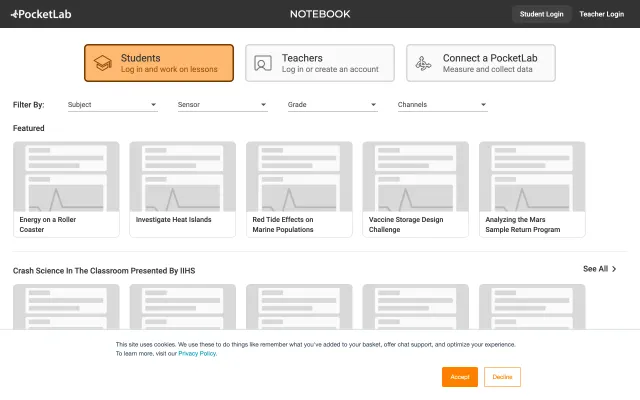 PocketLab
NOTEBOOK
Student Login
Teacher Login
Students
Log in and work on lessons
Teachers
Log in or create an account
Connect a PocketLab
Measure and collect data
Filter By:
Subject
Sensor
Grade
Channels
Featured
Energy on a Roller
Coaster
Investigate Heat Islands
Red Tide Effects on
Marine Populations
Vaccine Storage Design
Challenge
Analyzing the Mars
Sample Return Program
Crash Science In The Classroom Presented By IIHS
See All
This site uses cookies. We use these to do things like remember what you've added to your basket, offer chat support, and optimize your experience.
To learn more, visit our Privacy Policy.
Accept
Decline